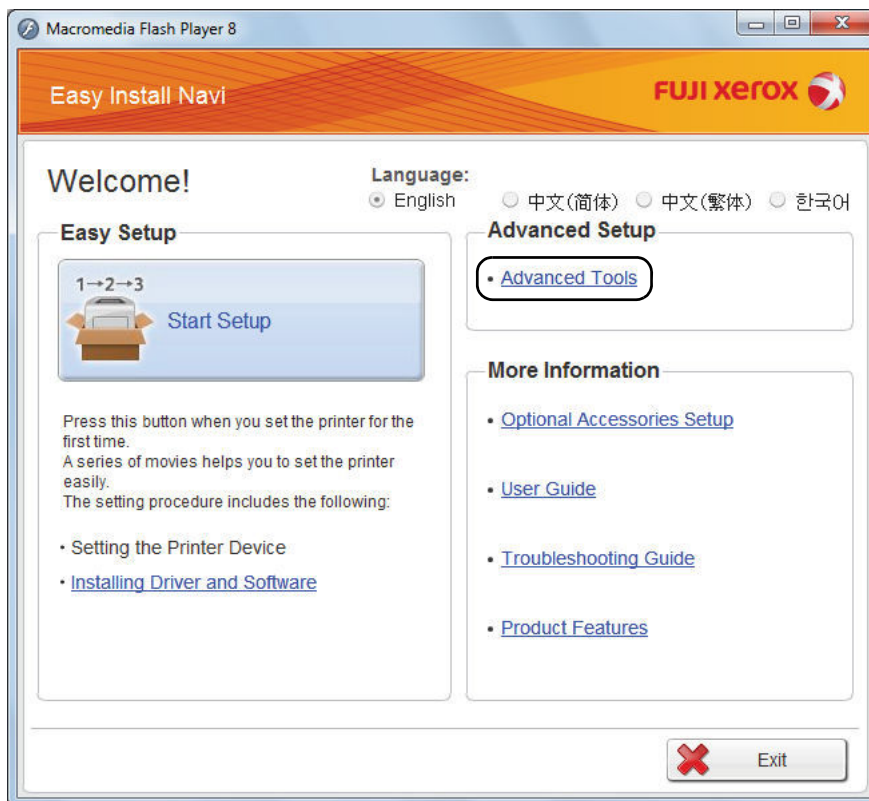 Macromedia Flash Player 8
Easy Install Navi
FUJI xerox
Welcome!
Language:
English
中文(简体)
中文(繁体)
한국어
Easy Setup
1→2→3
Start Setup
Press this button when you set the printer for the
first time.
A series of movies helps you to set the printer
easily.
The setting procedure includes the following:
• Setting the Printer Device
• Installing Driver and Software
Advanced Setup
• Advanced Tools
More Information
• Optional Accessories Setup
• User Guide
• Troubleshooting Guide
• Product Features
Exit